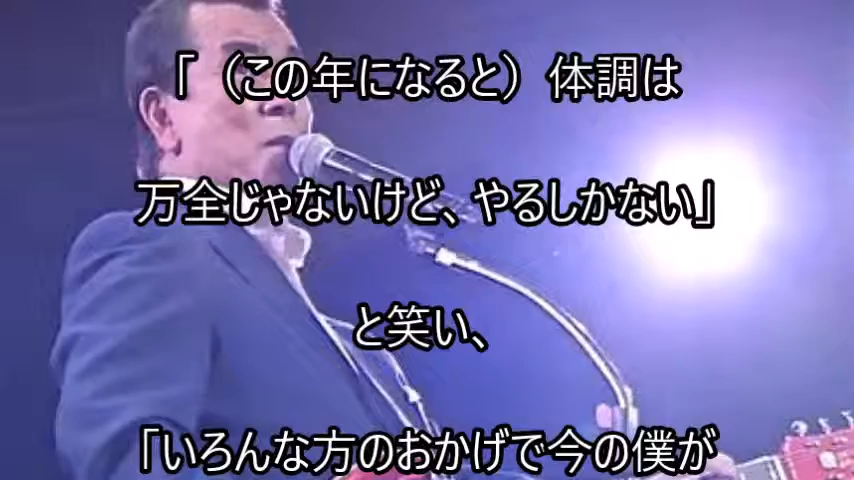 「（この年になると）体調は
万全じゃないけど、やるしかない」
と笑い、
「いろんな方のおかげで今の僕が